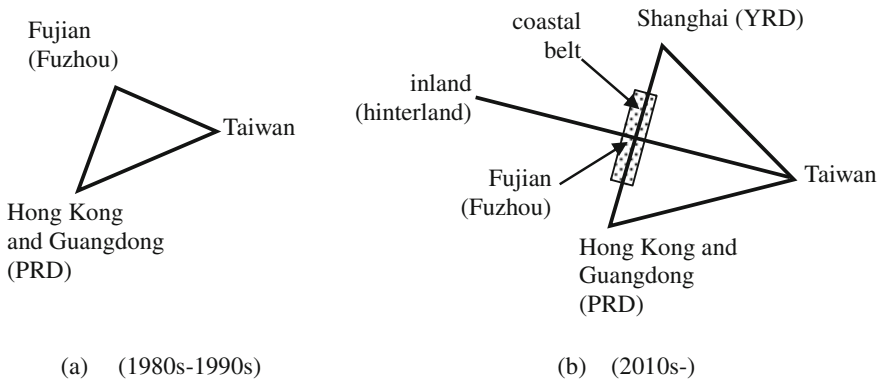 Fujian
(Fuzhou)
Taiwan
Hong Kong
and Guangdong
(PRD)
(a) (1980s-1990s)
Shanghai (YRD)
coastal
belt
inland
(hinterland)
Fujian
(Fuzhou)
Taiwan
Hong Kong and
Guangdong
(PRD)
(b) (2010s-)